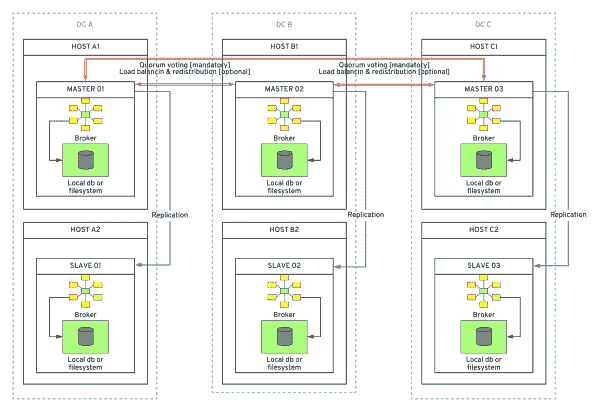 DC A
DC B
DC C
HOST A1
HOST B1
HOST C1
Quorum voting [mandatory]
Load balancin & redistribution [optional]
Quorum voting [mandatory]
Load balancin & redistribution [optional]
MASTER 01
MASTER 02
MASTER 03
Broker
Broker
Broker
Local db or
filesystem
Local db or
filesystem
Local db or
filesystem
Replication
Replication
Replication
HOST A2
HOST B2
HOST C2
SLAVE 01
SLAVE 02
SLAVE 03
Broker
Broker
Broker
Local db or
filesystem
Local db or
filesystem
Local db or
filesystem